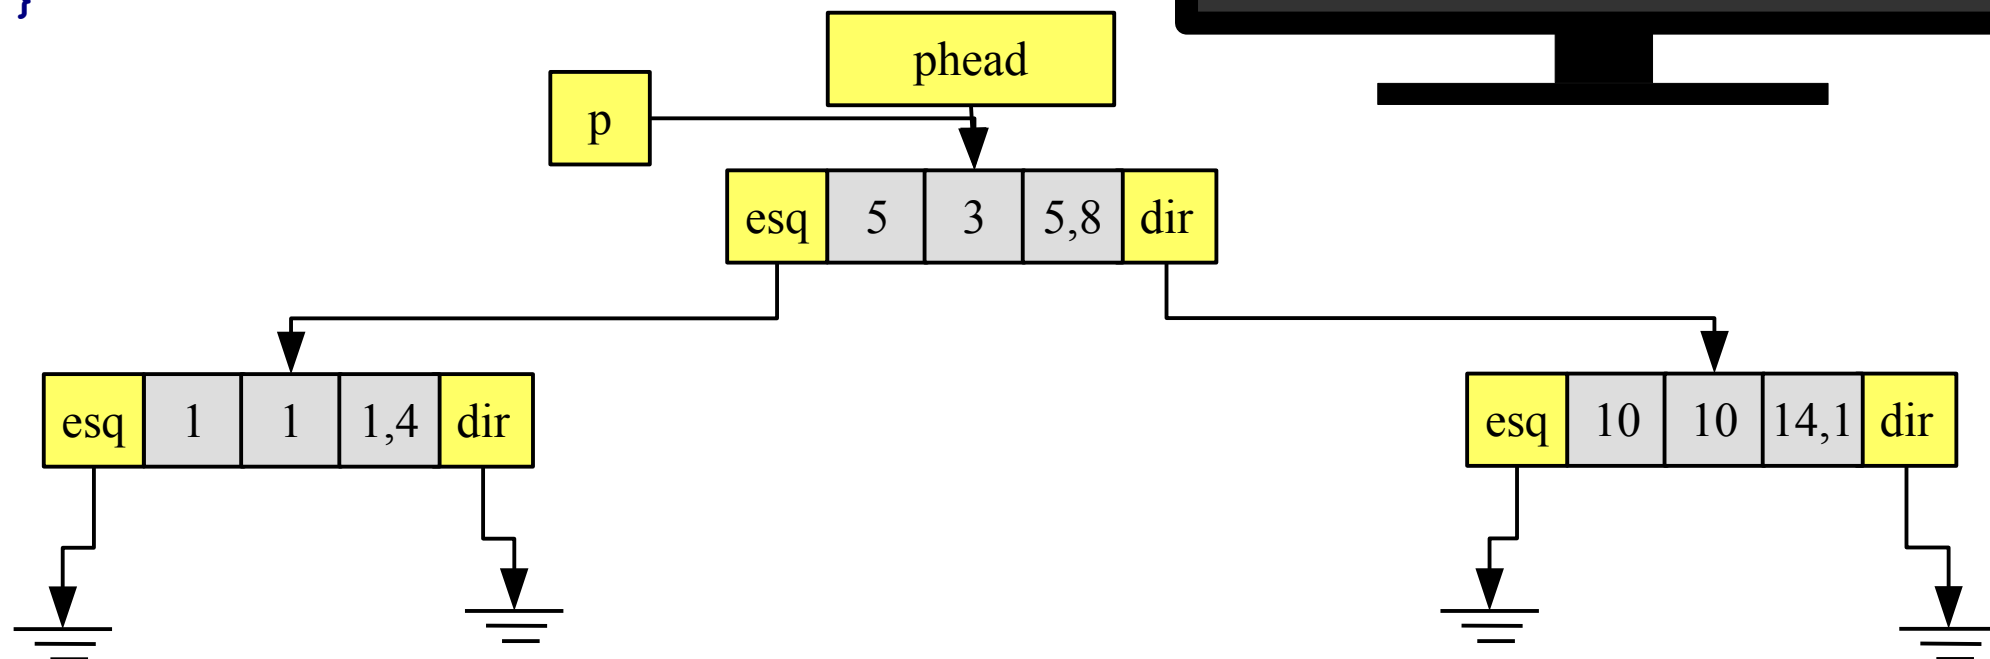 }
phead
p
esq 5 3 5,8 dir
esq 1 1 1,4 dir
esq 10 10 14,1 dir